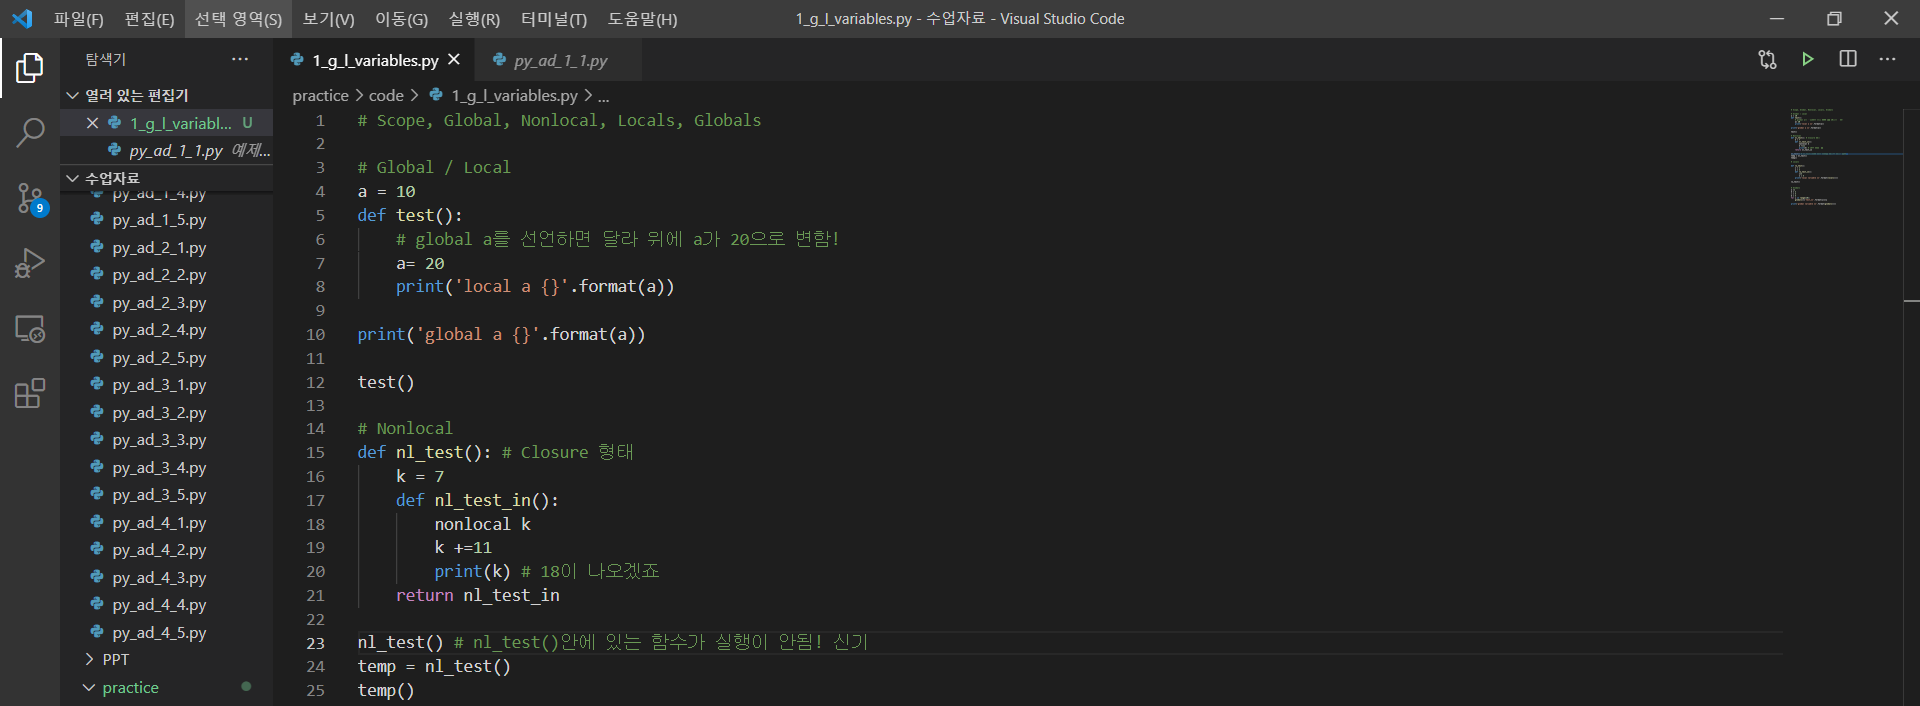 파일(F) 편집(E) 선택 영역(S) 보기(V) 이동(G) 실행(R) 터미널(T) 도움말(H) 1_g_l_variables.py - 수업자료 - Visual Studio Code
탐색기 ...
1_g_l_variables.py py_ad_1_1.py
열려 있는 편집기
1_g_l_variabl... U
py_ad_1_1.py 예제...
수업자료
py_ad_1_4.py
py_ad_1_5.py
py_ad_2_1.py
py_ad_2_2.py
py_ad_2_3.py
py_ad_2_4.py
py_ad_2_5.py
py_ad_3_1.py
py_ad_3_2.py
py_ad_3_3.py
py_ad_3_4.py
py_ad_3_5.py
py_ad_4_1.py
py_ad_4_2.py
py_ad_4_3.py
py_ad_4_4.py
py_ad_4_5.py
PPT
practice
9
practice > code > 1_g_l_variables.py > ...
1 # Scope, Global, Nonlocal, Locals, Globals
2
3 # Global / Local
4 a = 10
5 def test():
6 # global a를 선언하면 달라 위에 a가 20으로 변함!
7 a= 20
8 print('local a {}'.format(a))
9
10 print('global a {}'.format(a))
11
12 test()
13
14 # Nonlocal
15 def nl_test(): # Closure 형태
16 k = 7
17 def nl_test_in():
18 nonlocal k
19 k +=11
20 print(k) # 18이 나오겠죠
21 return nl_test_in
22
23 nl_test() # nl_test()안에 있는 함수가 실행이 안됨! 신기
24 temp = nl_test()
25 temp()